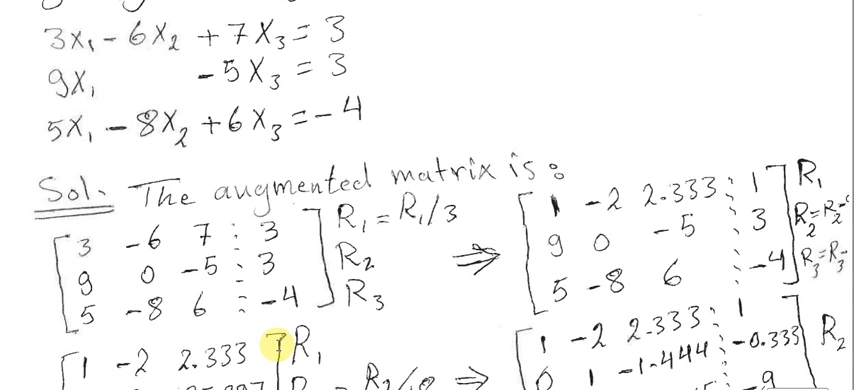 3x₁ - 6x₂ + 7x₃ = 3
9x₁ - 5x₃ = 3
5x₁ - 8x₂ + 6x₃ = -4
Sol. The augmented matrix is:
[ 3 -6 7 ⋮ 3 ] R₁ = R₁/3 ⇒ [ 1 -2 2.333 ⋮ 1 ] R₁
[ 9 0 -5 ⋮ 3 ] R₂ [ 9 0 -5 ⋮ 3 ] R₂=R₂-
[ 5 -8 6 ⋮ -4 ] R₃ [ 5 -8 6 ⋮ -4 ] R₃=R₃-
[ 1 -2 2.333 ] R₁ ⇒ [ 1 -2 2.333 ⋮ 1 ]
0 1 -1.444 -0.333 R₂
-9